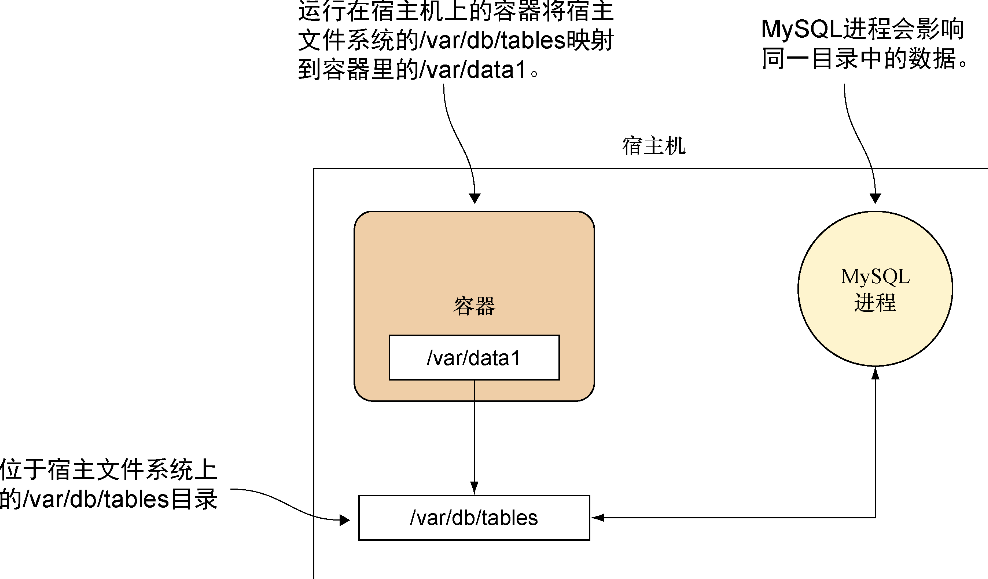 运行在宿主机上的容器将宿主
文件系统的/var/db/tables映射
到容器里的/var/data1。
MySQL进程会影响
同一目录中的数据。
宿主机
容器
/var/data1
MySQL
进程
位于宿主文件系统上
的/var/db/tables目录
/var/db/tables